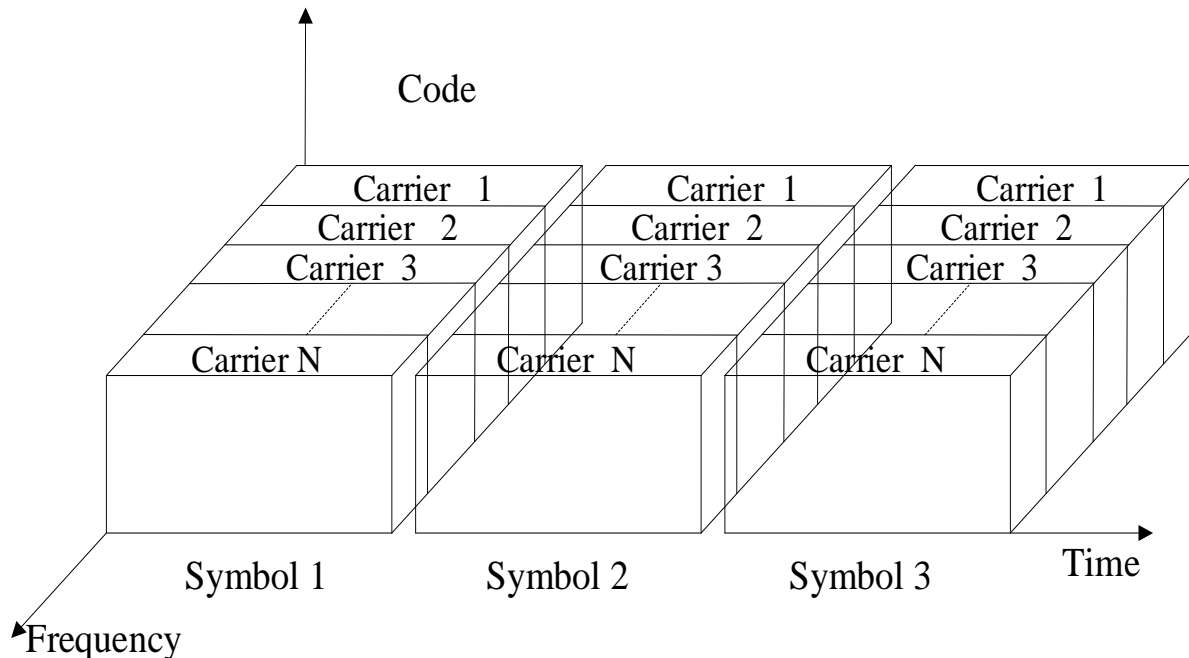 Code
Carrier 1 Carrier 1 Carrier 1
Carrier 2 Carrier 2 Carrier 2
Carrier 3 Carrier 3 Carrier 3
Carrier N Carrier N Carrier N
Time
Symbol 1 Symbol 2 Symbol 3
Frequency